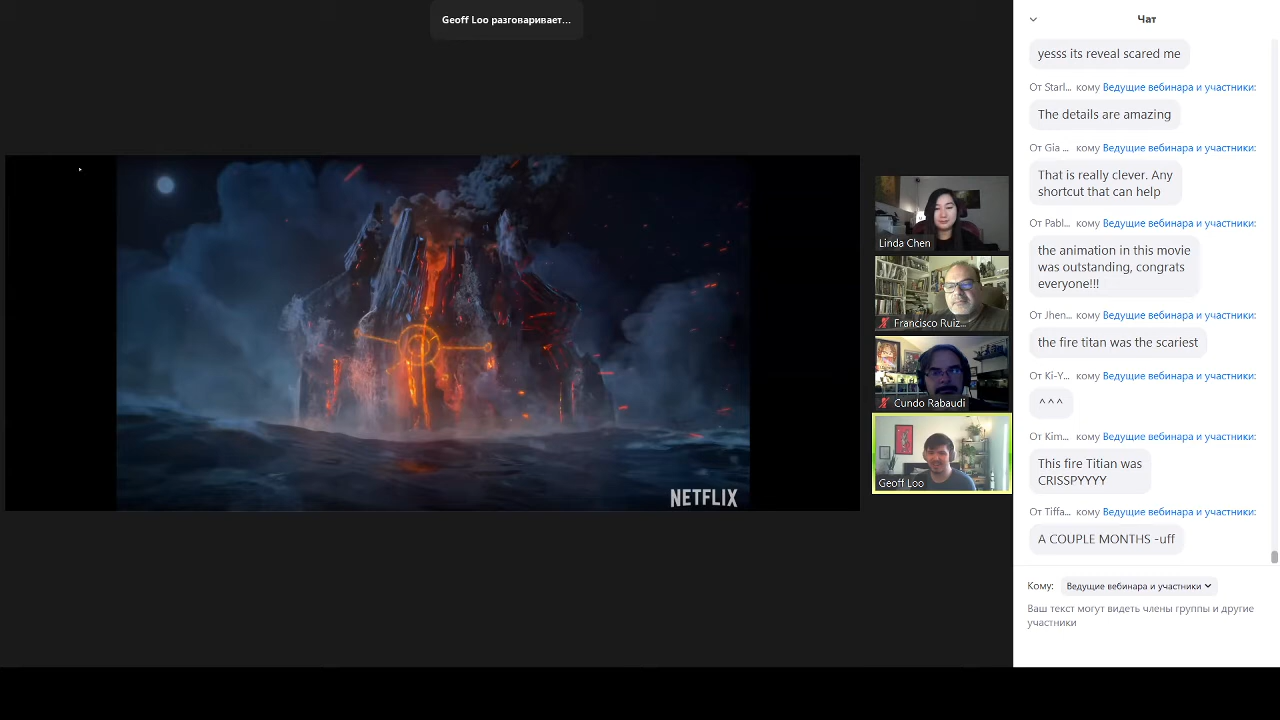 Geoff Loo разговаривает...
NETFLIX
Linda Chen
Francisco Ruiz...
Cundo Rabaudi
Geoff Loo
Чат
yesss its reveal scared me
От Starl... кому Ведущие вебинара и участники:
The details are amazing
От Gia ... кому Ведущие вебинара и участники:
That is really clever. Any
shortcut that can help
От Pabl... кому Ведущие вебинара и участники:
the animation in this movie
was outstanding, congrats
everyone!!!
От Jhen... кому Ведущие вебинара и участники:
the fire titan was the scariest
От Ki-Y... кому Ведущие вебинара и участники:
^^^
От Kim... кому Ведущие вебинара и участники:
This fire Titian was
CRISSPYYYY
От Tiffa... кому Ведущие вебинара и участники:
A COUPLE MONTHS -uff
Кому: Ведущие вебинара и участники
Ваш текст могут видеть члены группы и другие
участники